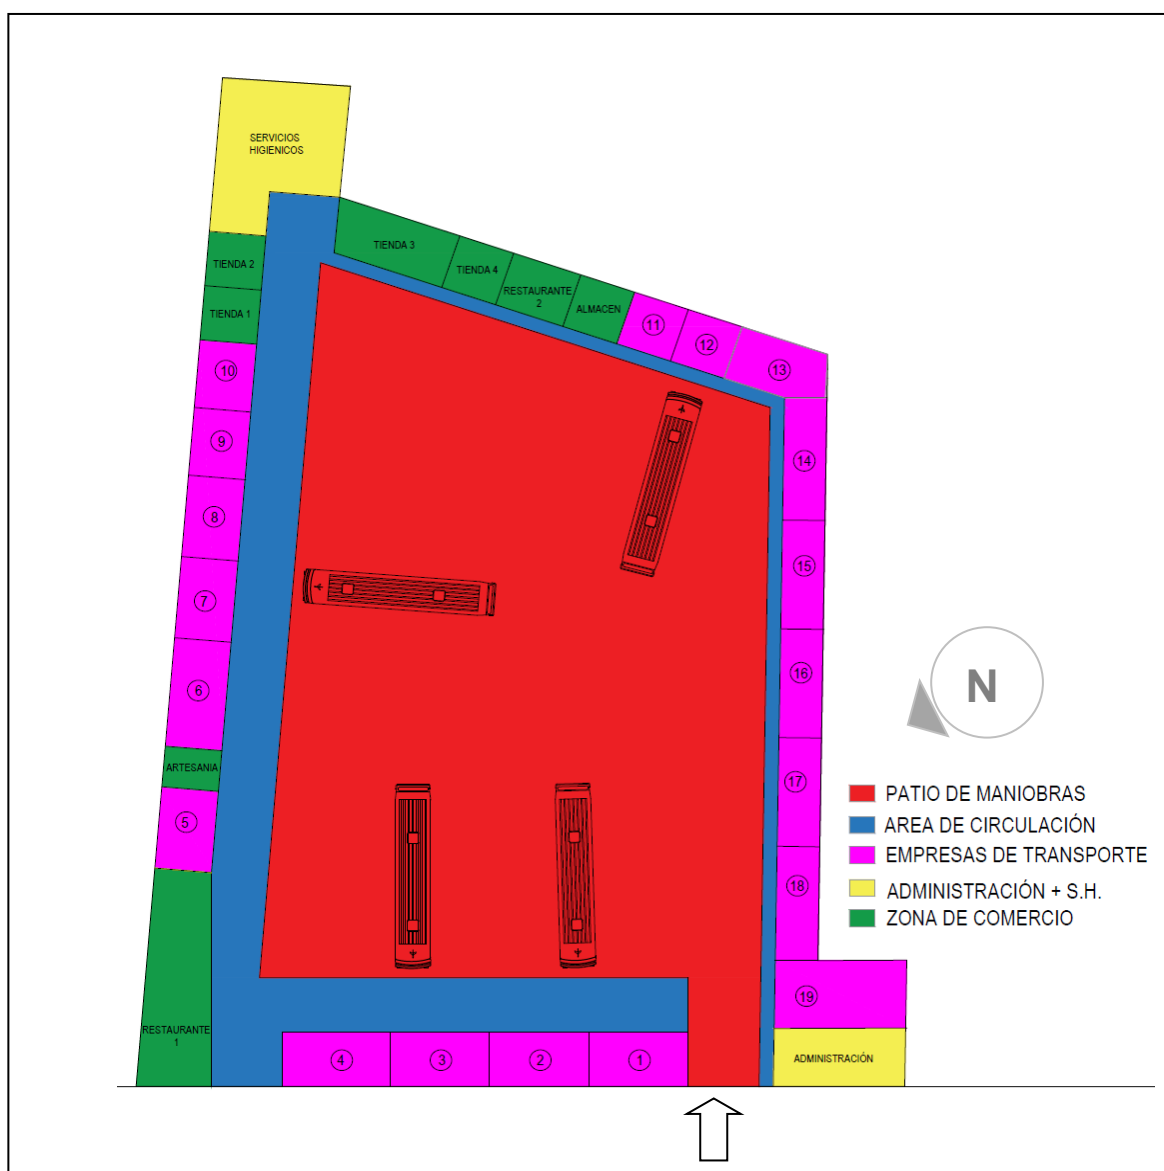 SERVICIOS
HIGIENICOS
TIENDA 2
TIENDA 1
10
9
8
7
6
ARTESANIA
5
RESTAURANTE
1
TIENDA 3
TIENDA 4
RESTAURANTE
2
ALMACEN
11
12
13
14
15
16
17
18
19
ADMINISTRACIÓN
4
3
2
1
N
PATIO DE MANIOBRAS
AREA DE CIRCULACIÓN
EMPRESAS DE TRANSPORTE
ADMINISTRACIÓN + S.H.
ZONA DE COMERCIO